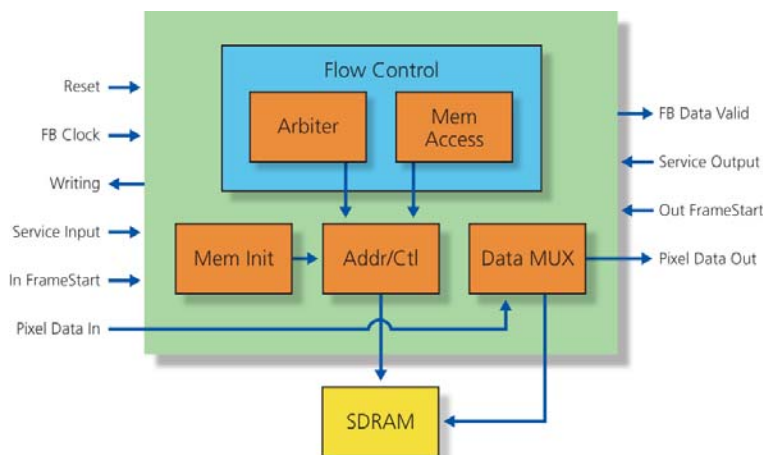 Flow Control
Arbiter
Mem
Access
Reset
FB Clock
Writing
Service Input
In FrameStart
Pixel Data In
Mem Init
Addr/Ctl
Data MUX
FB Data Valid
Service Output
Out FrameStart
Pixel Data Out
SDRAM